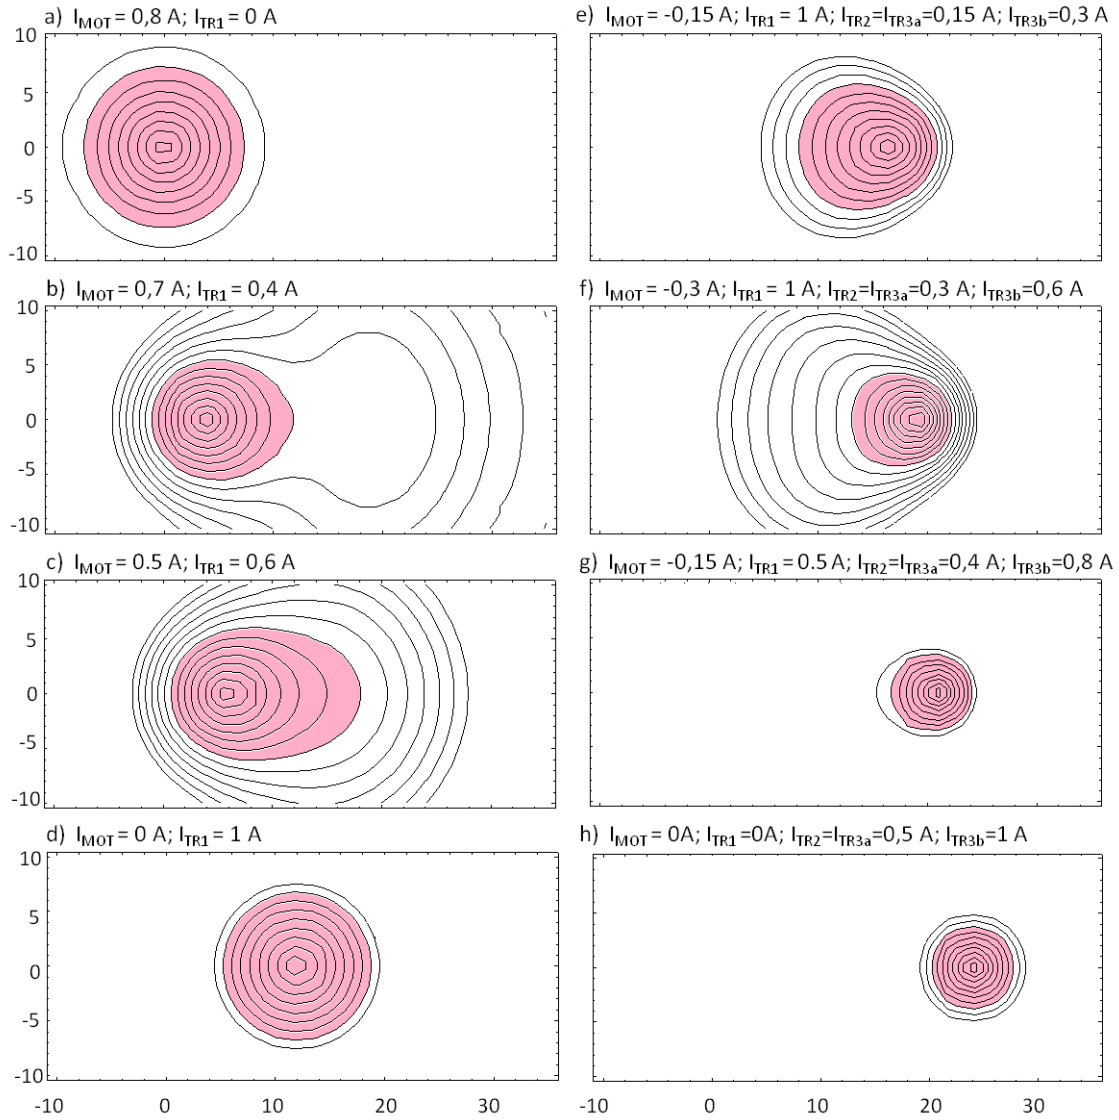 a) I_MOT = 0,8 A; I_TR1 = 0 A
10
5
0
-5
-10
b) I_MOT = 0,7 A; I_TR1 = 0,4 A
10
5
0
-5
-10
c) I_MOT = 0.5 A; I_TR1 = 0,6 A
10
5
0
-5
-10
d) I_MOT = 0 A; I_TR1 = 1 A
10
5
0
-5
-10
-10 0 10 20 30
e) I_MOT = -0,15 A; I_TR1 = 1 A; I_TR2=I_TR3a=0,15 A; I_TR3b=0,3 A
f) I_MOT = -0,3 A; I_TR1 = 1 A; I_TR2=I_TR3a=0,3 A; I_TR3b=0,6 A
g) I_MOT = -0,15 A; I_TR1 = 0.5 A; I_TR2=I_TR3a=0,4 A; I_TR3b=0,8 A
h) I_MOT = 0A; I_TR1=0A; I_TR2=I_TR3a=0,5 A; I_TR3b=1 A
-10 0 10 20 30